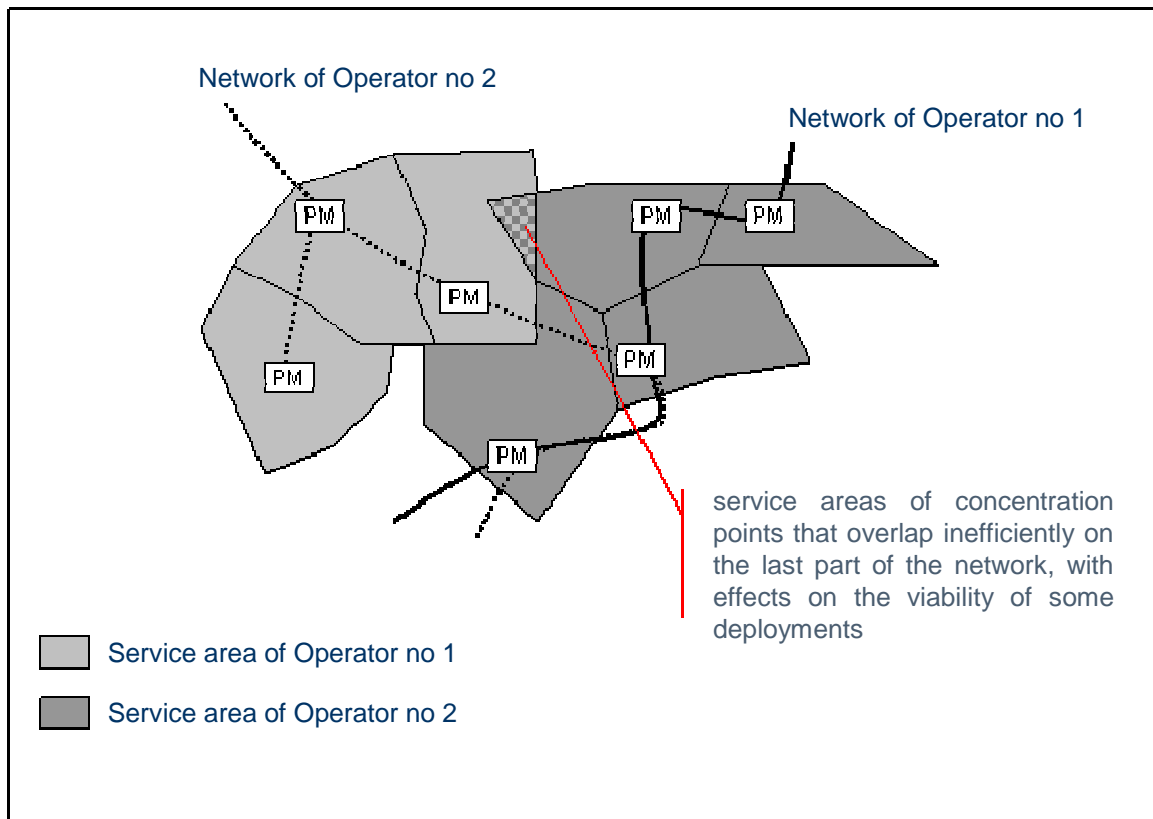 Network of Operator no 2
Network of Operator no 1
PM
PM
PM
PM
PM
PM
PM
service areas of concentration
points that overlap inefficiently on
the last part of the network, with
effects on the viability of some
deployments
Service area of Operator no 1
Service area of Operator no 2